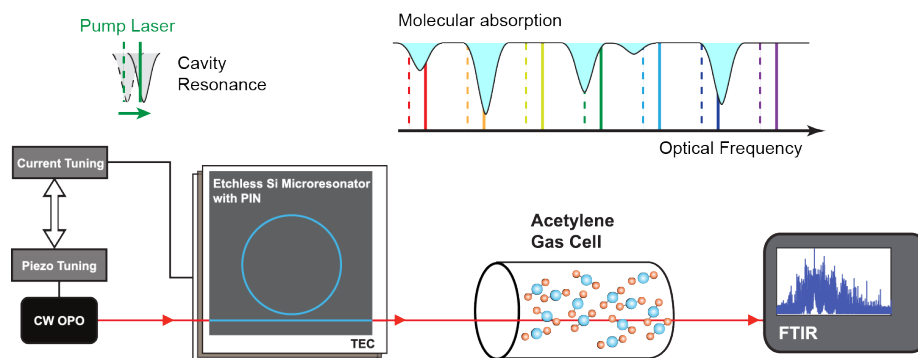 Pump Laser
Cavity
Resonance
Molecular absorption
Optical Frequency
Current Tuning
Piezo Tuning
CW OPO
Etchless Si Microresonator
with PIN
TEC
Acetylene
Gas Cell
FTIR